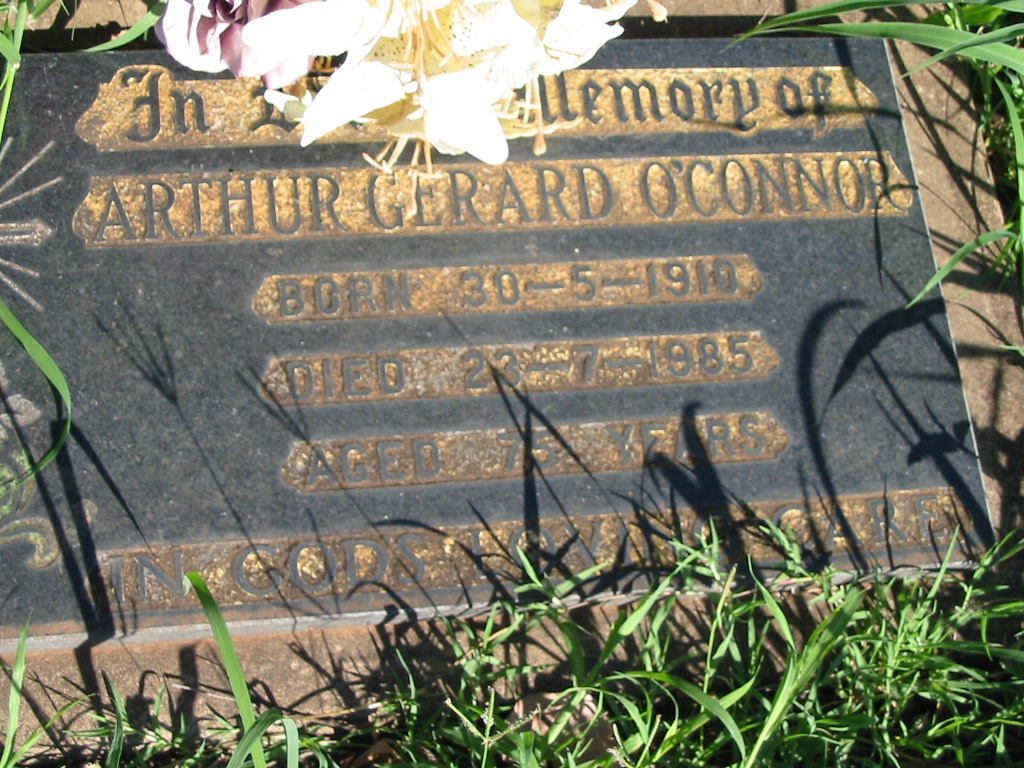 In Memory of
ARTHUR GERARD O'CONNOR
BORN 30-5-1910
DIED 23-7-1985
AGED 75 YEARS
IN GODS LOVING CARE